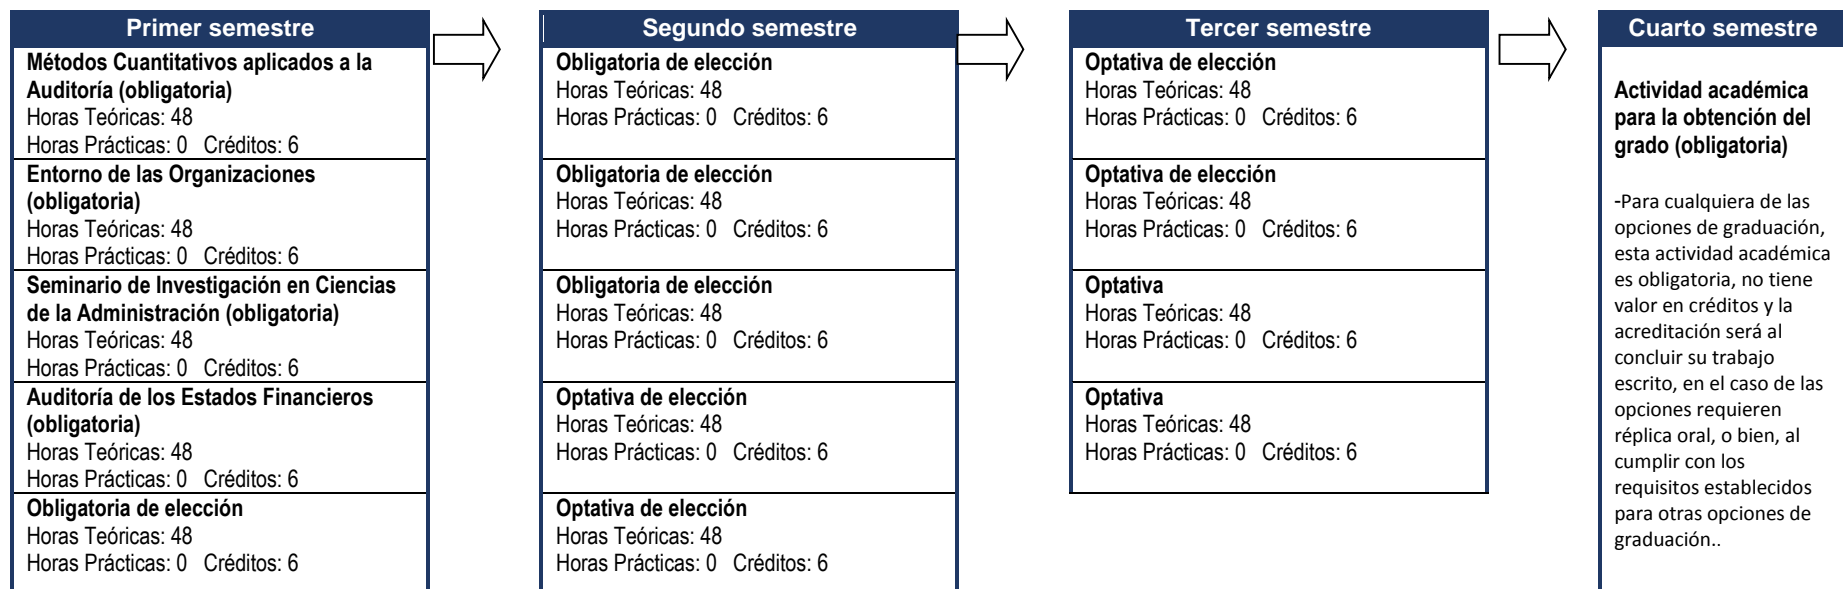 Primer semestre
Métodos Cuantitativos aplicados a la
Auditoría (obligatoria)
Horas Teóricas: 48
Horas Prácticas: 0 Créditos: 6
Entorno de las Organizaciones
(obligatoria)
Horas Teóricas: 48
Horas Prácticas: 0 Créditos: 6
Seminario de Investigación en Ciencias
de la Administración (obligatoria)
Horas Teóricas: 48
Horas Prácticas: 0 Créditos: 6
Auditoría de los Estados Financieros
(obligatoria)
Horas Teóricas: 48
Horas Prácticas: 0 Créditos: 6
Obligatoria de elección
Horas Teóricas: 48
Horas Prácticas: 0 Créditos: 6
Segundo semestre
Obligatoria de elección
Horas Teóricas: 48
Horas Prácticas: 0 Créditos: 6
Obligatoria de elección
Horas Teóricas: 48
Horas Prácticas: 0 Créditos: 6
Obligatoria de elección
Horas Teóricas: 48
Horas Prácticas: 0 Créditos: 6
Optativa de elección
Horas Teóricas: 48
Horas Prácticas: 0 Créditos: 6
Optativa de elección
Horas Teóricas: 48
Horas Prácticas: 0 Créditos: 6
Tercer semestre
Optativa de elección
Horas Teóricas: 48
Horas Prácticas: 0 Créditos: 6
Optativa de elección
Horas Teóricas: 48
Horas Prácticas: 0 Créditos: 6
Optativa
Horas Teóricas: 48
Horas Prácticas: 0 Créditos: 6
Optativa
Horas Teóricas: 48
Horas Prácticas: 0 Créditos: 6
Cuarto semestre
Actividad académica
para la obtención del
grado (obligatoria)
-Para cualquiera de las
opciones de graduación,
esta actividad académica
es obligatoria, no tiene
valor en créditos y la
acreditación será al
concluir su trabajo
escrito, en el caso de las
opciones requieren
réplica oral, o bien, al
cumplir con los
requisitos establecidos
para otras opciones de
graduación..